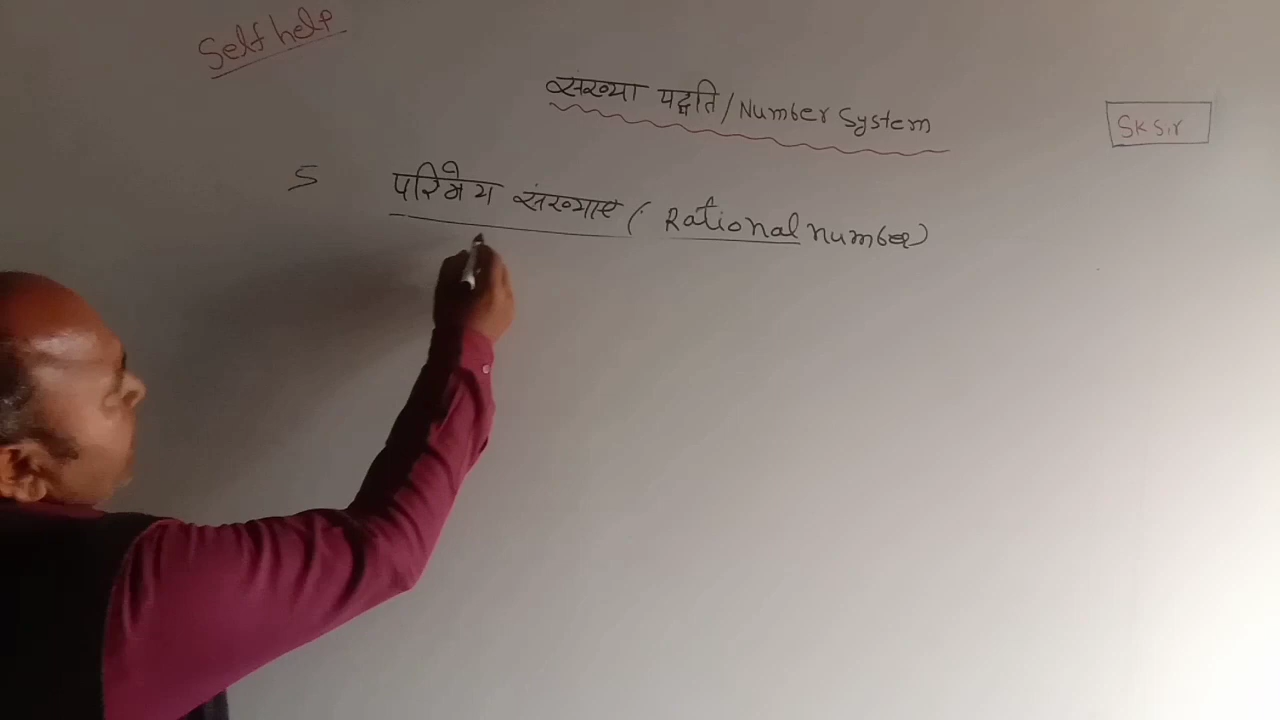 Self help
संख्या पद्धति / Number System
SK Sir
5 परिमेय संख्याए (Rational number)